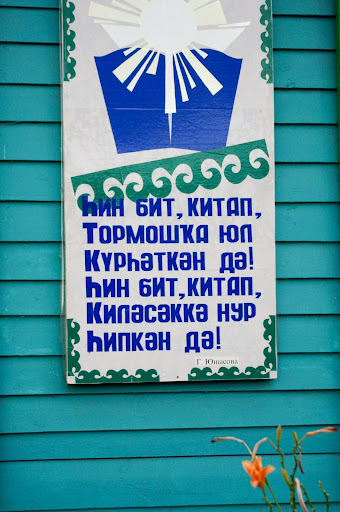 Һин бит, китап,
Тормошҡа юл
Күрһәткән дә!
Һин бит, китап,
Киләсәккә нур
Һипкән дә!
Г. Юнысова